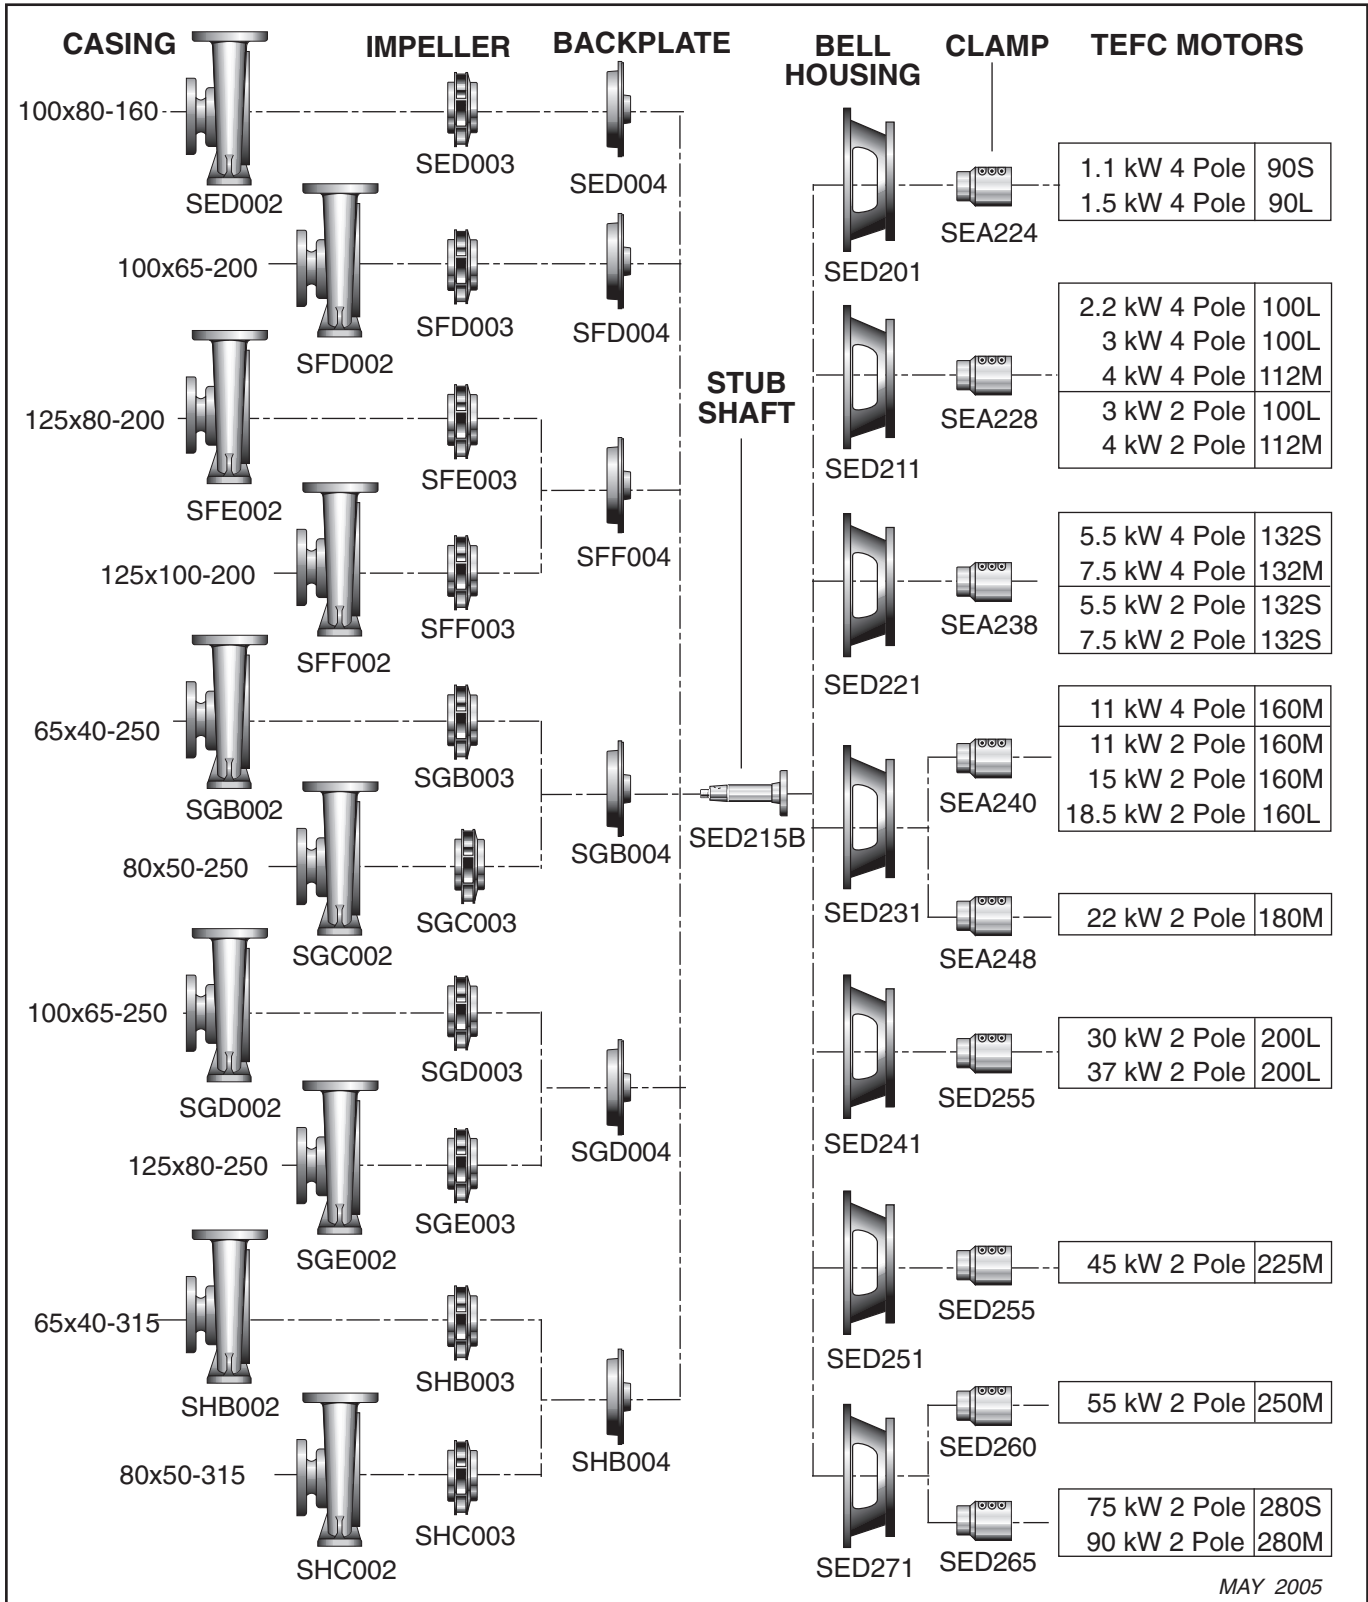 CASING
IMPELLER
BACKPLATE
BELL
HOUSING
CLAMP
TEFC MOTORS
100x80-160
SED002
SED003
SED004
100x65-200
SFD002
SFD003
SFD004
125x80-200
SFE002
SFE003
SFF004
125x100-200
SFF002
SFF003
65x40-250
SGB002
SGB003
SGB004
80x50-250
SGC002
SGC003
100x65-250
SGD002
SGD003
SGD004
125x80-250
SGE002
SGE003
65x40-315
SHB002
SHB003
SHB004
80x50-315
SHC002
SHC003
STUB
SHAFT
SED215B
SED201
SEA224
1.1 kW 4 Pole 90S
1.5 kW 4 Pole 90L
SED211
SEA228
2.2 kW 4 Pole 100L
3 kW 4 Pole 100L
4 kW 4 Pole 112M
3 kW 2 Pole 100L
4 kW 2 Pole 112M
SED221
SEA238
5.5 kW 4 Pole 132S
7.5 kW 4 Pole 132M
5.5 kW 2 Pole 132S
7.5 kW 2 Pole 132S
SED231
SEA240
11 kW 4 Pole 160M
11 kW 2 Pole 160M
15 kW 2 Pole 160M
18.5 kW 2 Pole 160L
SEA248
22 kW 2 Pole 180M
SED241
SED255
30 kW 2 Pole 200L
37 kW 2 Pole 200L
SED251
SED255
45 kW 2 Pole 225M
SED271
SED260
55 kW 2 Pole 250M
SED265
75 kW 2 Pole 280S
90 kW 2 Pole 280M
MAY 2005